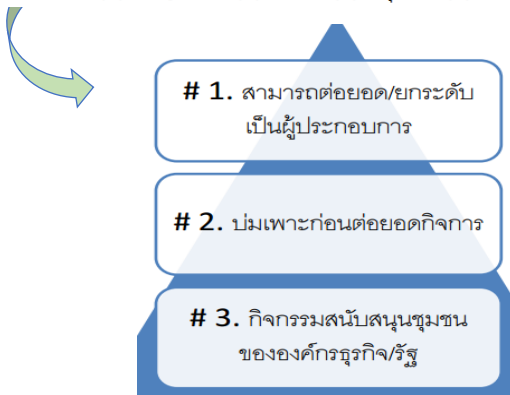 # 1. สามารถต่อยอด/ยกระดับ
เป็นผู้ประกอบการ
# 2. บ่มเพาะก่อนต่อยอดกิจการ
# 3. กิจกรรมสนับสนุนชุมชน
ขององค์กรธุรกิจ/รัฐ